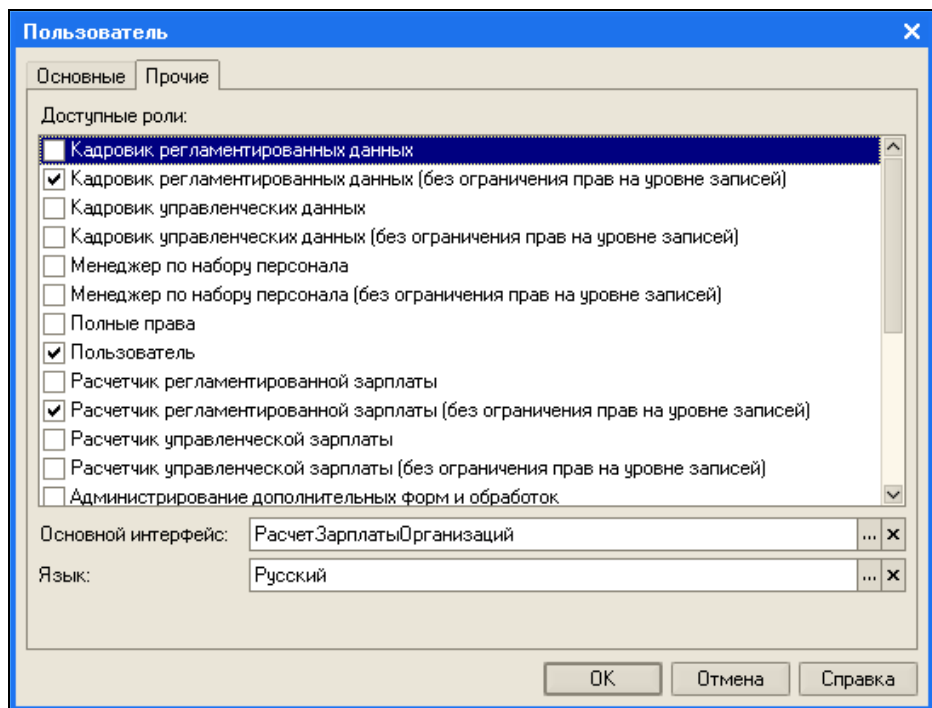 Пользователь
Основные Прочие
Доступные роли:
Кадровик регламентированных данных
Кадровик регламентированных данных (без ограничения прав на уровне записей)
Кадровик управленческих данных
Кадровик управленческих данных (без ограничения прав на уровне записей)
Менеджер по набору персонала
Менеджер по набору персонала (без ограничения прав на уровне записей)
Полные права
Пользователь
Расчетчик регламентированной зарплаты
Расчетчик регламентированной зарплаты (без ограничения прав на уровне записей)
Расчетчик управленческой зарплаты
Расчетчик управленческой зарплаты (без ограничения прав на уровне записей)
Администрирование дополнительных форм и обработок
Основной интерфейс: РасчетЗарплатыОрганизаций ...
Язык: Русский ...
OK Отмена Справка